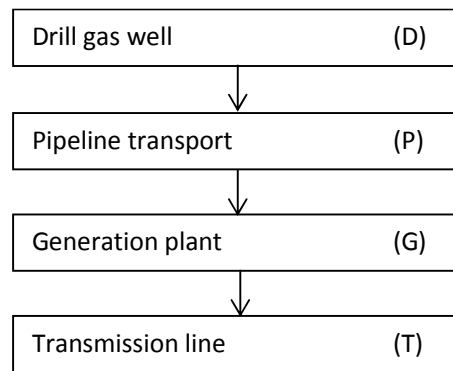 Drill gas well (D)
Pipeline transport (P)
Generation plant (G)
Transmission line (T)